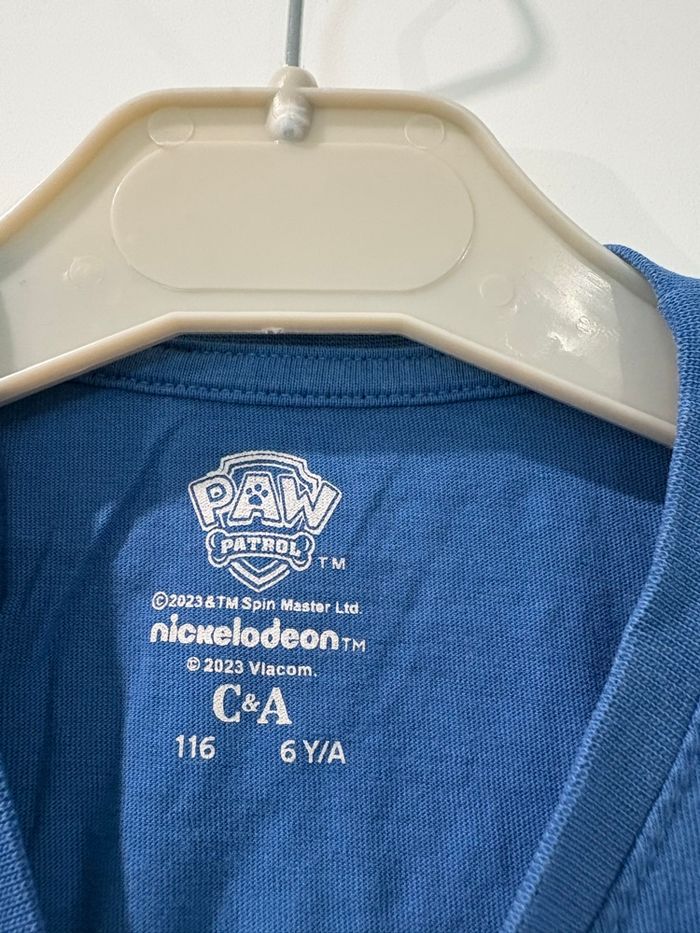 PAW
PATROL TM
©2023 & TM Spin Master Ltd.
nickelodeon TM
© 2023 Viacom.
C&A
116 6 Y/A